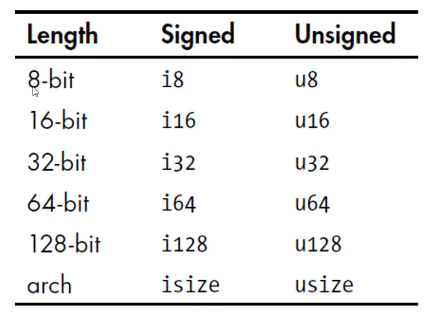 Length Signed Unsigned
8-bit i8 u8
16-bit i16 u16
32-bit i32 u32
64-bit i64 u64
128-bit i128 u128
arch isize usize